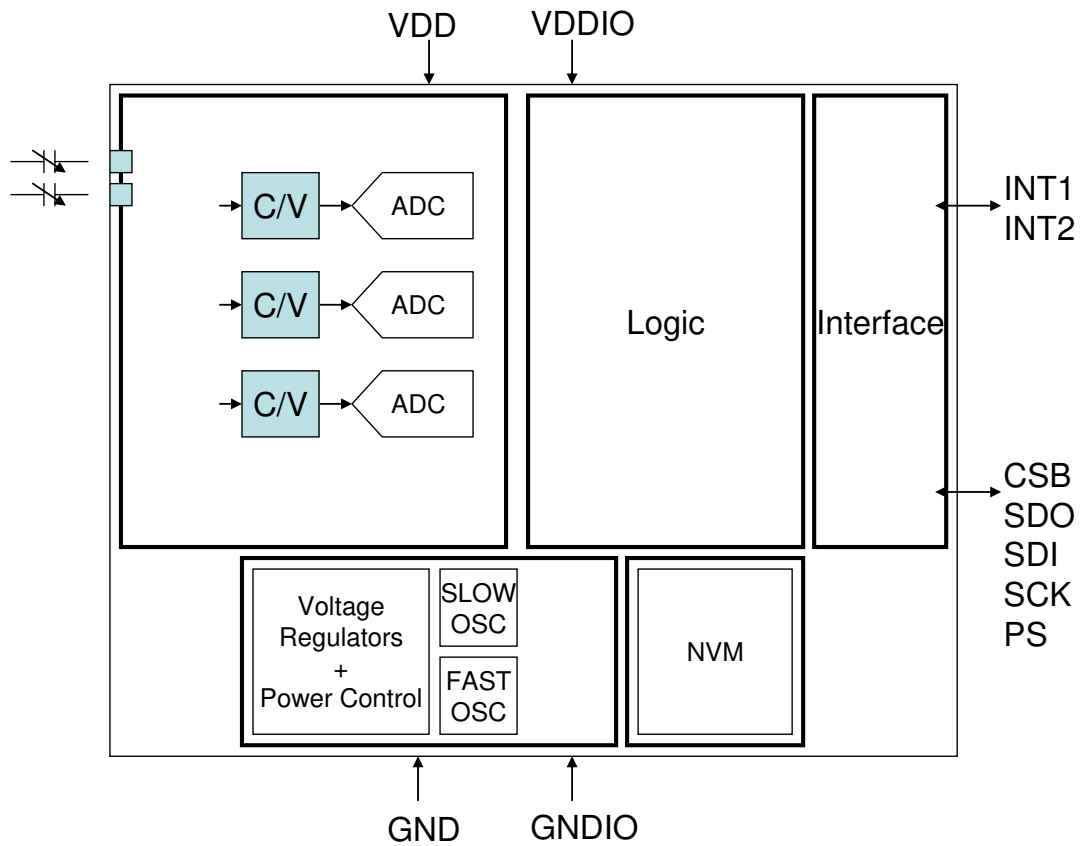 VDD
VDDIO
C/V
ADC
C/V
ADC
C/V
ADC
Logic
Interface
INT1
INT2
CSB
SDO
SDI
SCK
PS
Voltage
Regulators
+
Power Control
SLOW
OSC
FAST
OSC
NVM
GND
GNDIO